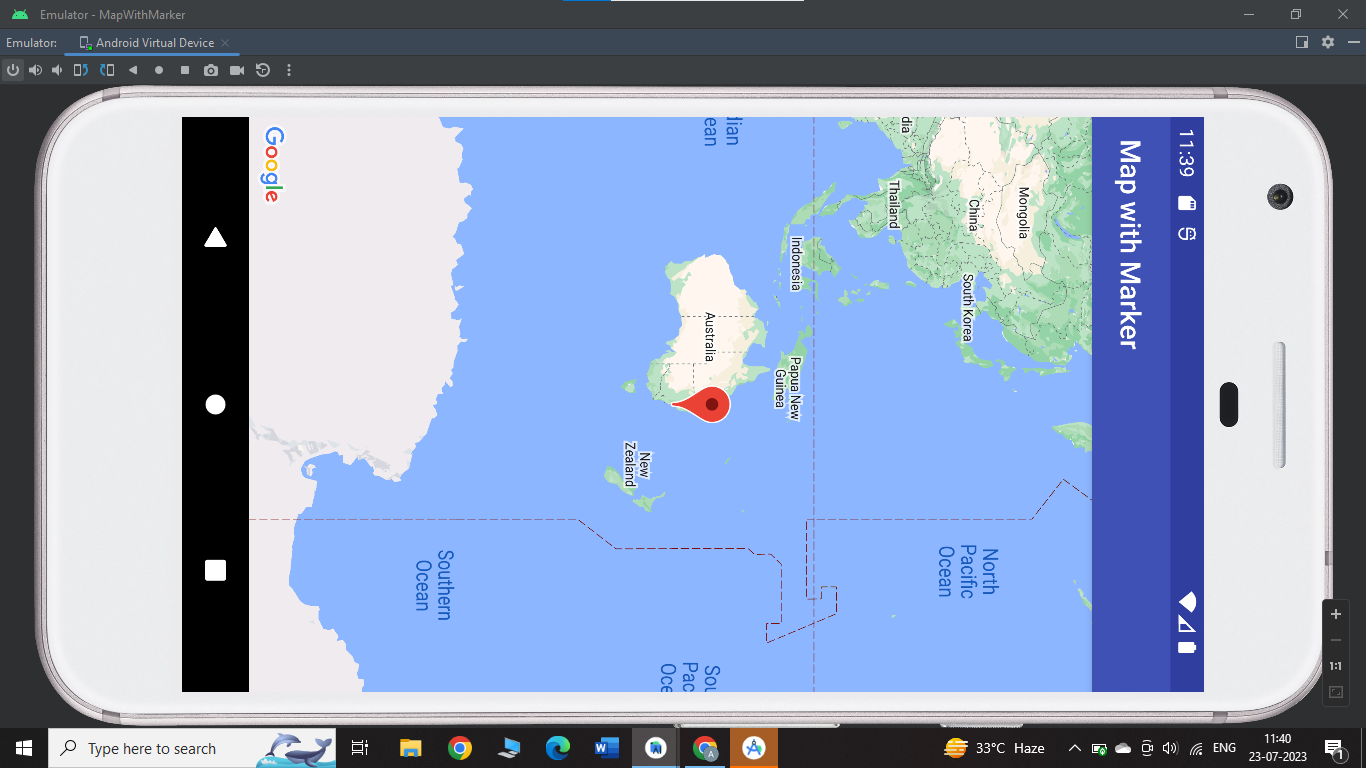 Emulator - MapWithMarker
Emulator:
Android Virtual Device
11:39
Map with Marker
Mongolia
China
South Korea
dia
Thailand
Indonesia
Papua New
Guinea
Australia
New
Zealand
dian
ean
North
Pacific
Ocean
Sou
Pac
Oce
Southern
Ocean
Google
1:1
Type here to search
33°C Haze
ENG
11:40
23-07-2023
A
1